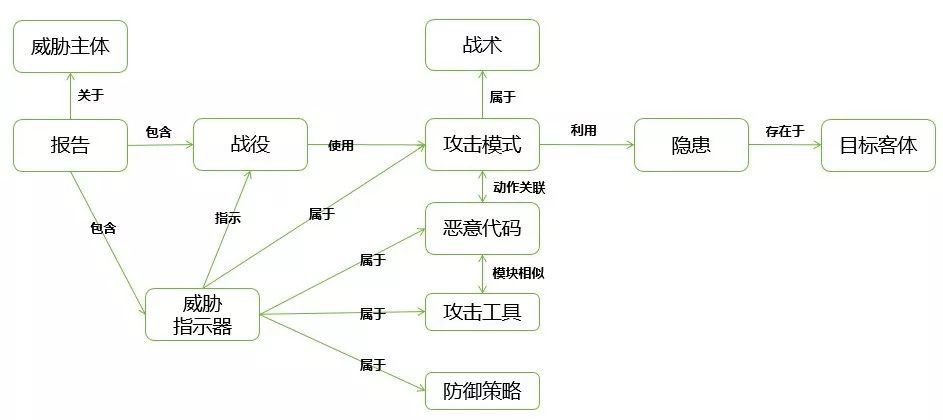 威胁主体
战术
关于
属于
报告
包含
战役
使用
攻击模式
利用
隐患
存在于
目标客体
动作关联
指示
属于
包含
恶意代码
属于
模块相似
威胁
指示器
属于
攻击工具
属于
防御策略